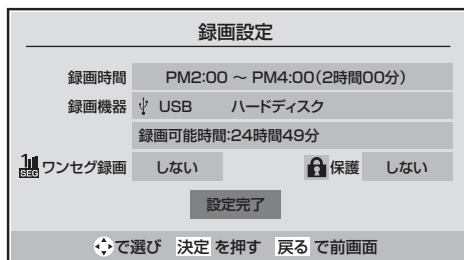 録画設定
録画時間 PM2:00 ～ PM4:00(2時間00分)
録画機器 USB ハードディスク
録画可能時間:24時間49分
1SEG ワンセグ録画 しない 保護 しない
設定完了
で選び 決定 を押す 戻る で前画面